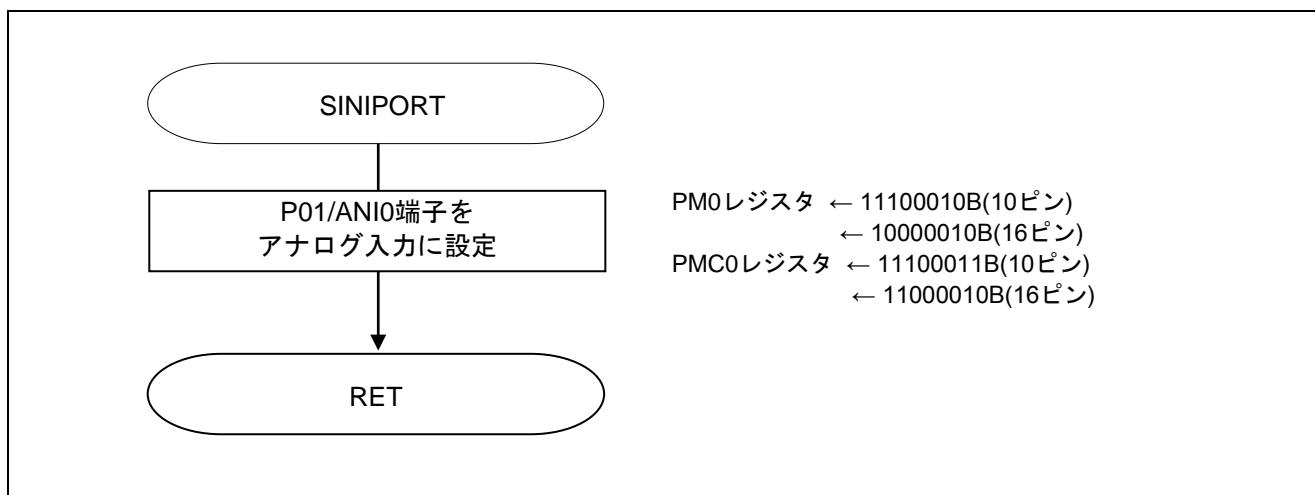 SINIPORT
P01/ANI0端子を
アナログ入力に設定
PM0レジスタ ← 11100010B(10ピン)
← 10000010B(16ピン)
PMC0レジスタ ← 11100011B(10ピン)
← 11000010B(16ピン)
RET